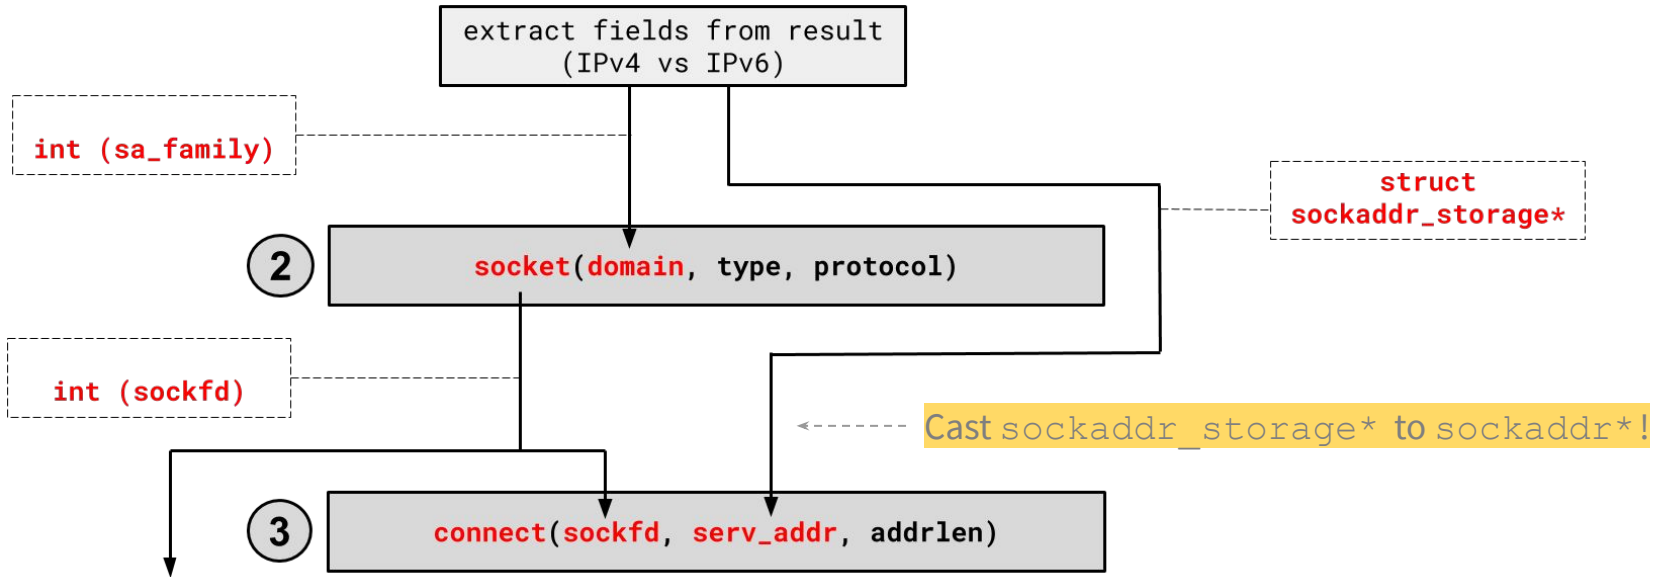 extract fields from result
(IPv4 vs IPv6)
int (sa_family)
struct
sockaddr_storage*
2
socket(domain, type, protocol)
int (sockfd)
Cast sockaddr_storage* to sockaddr*!
3
connect(sockfd, serv_addr, addrlen)